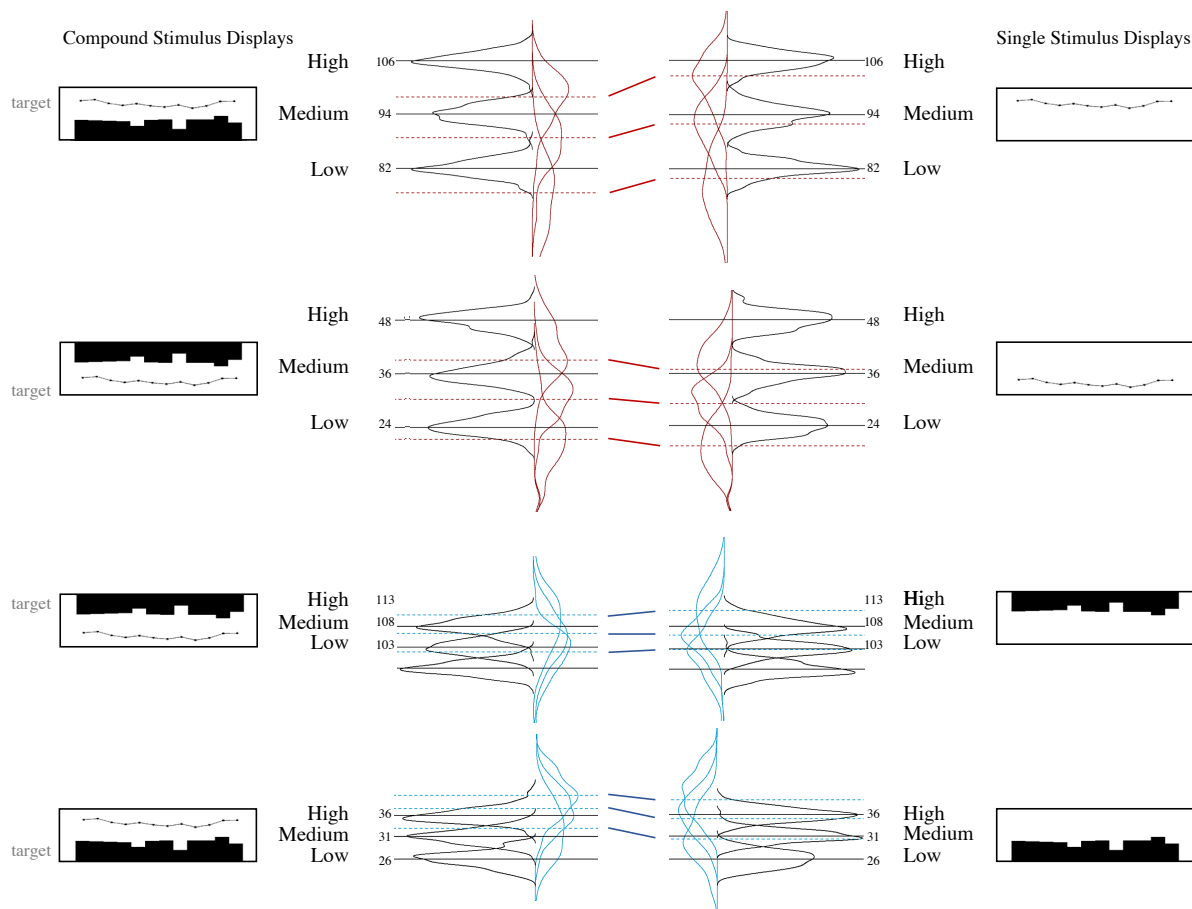 Compound Stimulus Displays
Single Stimulus Displays
High 106 106 High
target
Medium 94 94 Medium
Low 82 82 Low
High 48 48 High
Medium 36 36 Medium
target
Low 24 24 Low
target High 113 113 High
Medium 108 108 Medium
Low 103 103 Low
High 36 36 High
Medium 31 31 Medium
target Low 26 26 Low